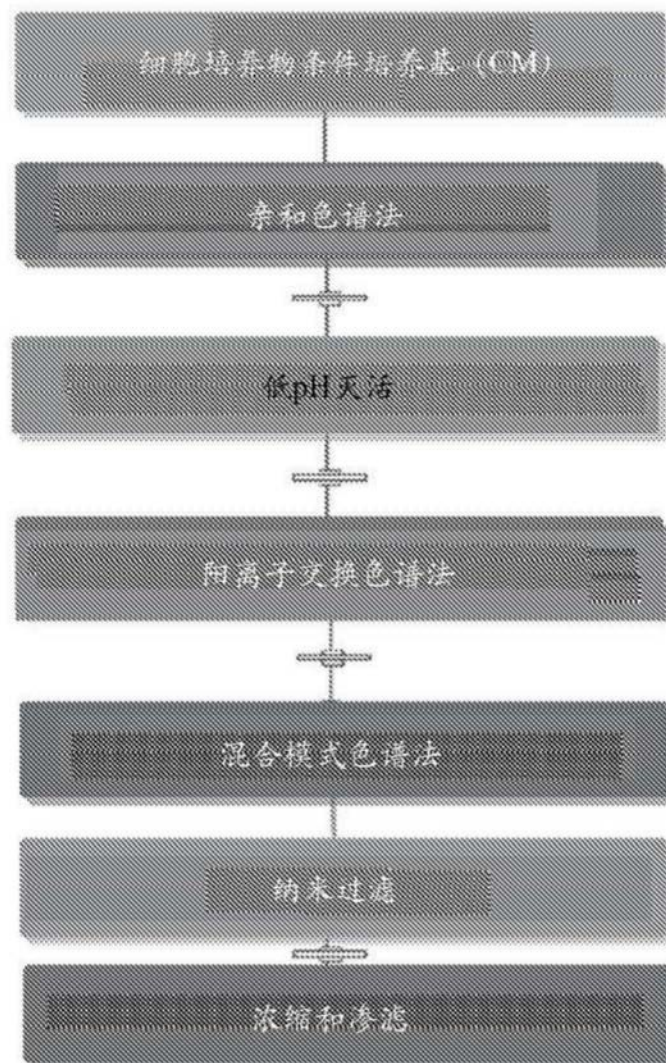 细胞培养物条件培养基（CM）
亲和色谱法
低pH灭活
阳离子交换色谱法
混合模式色谱法
纳米过滤
浓缩和渗滤